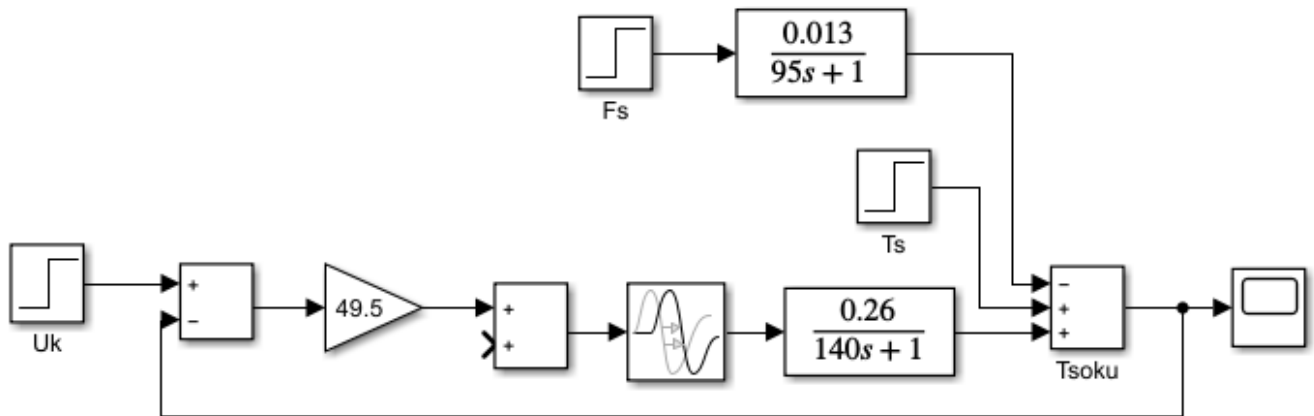 0.013
95s + 1
Fs
Ts
Uk
+
−
49.5
+
+
0.26
140s + 1
−
+
+
Tsoku